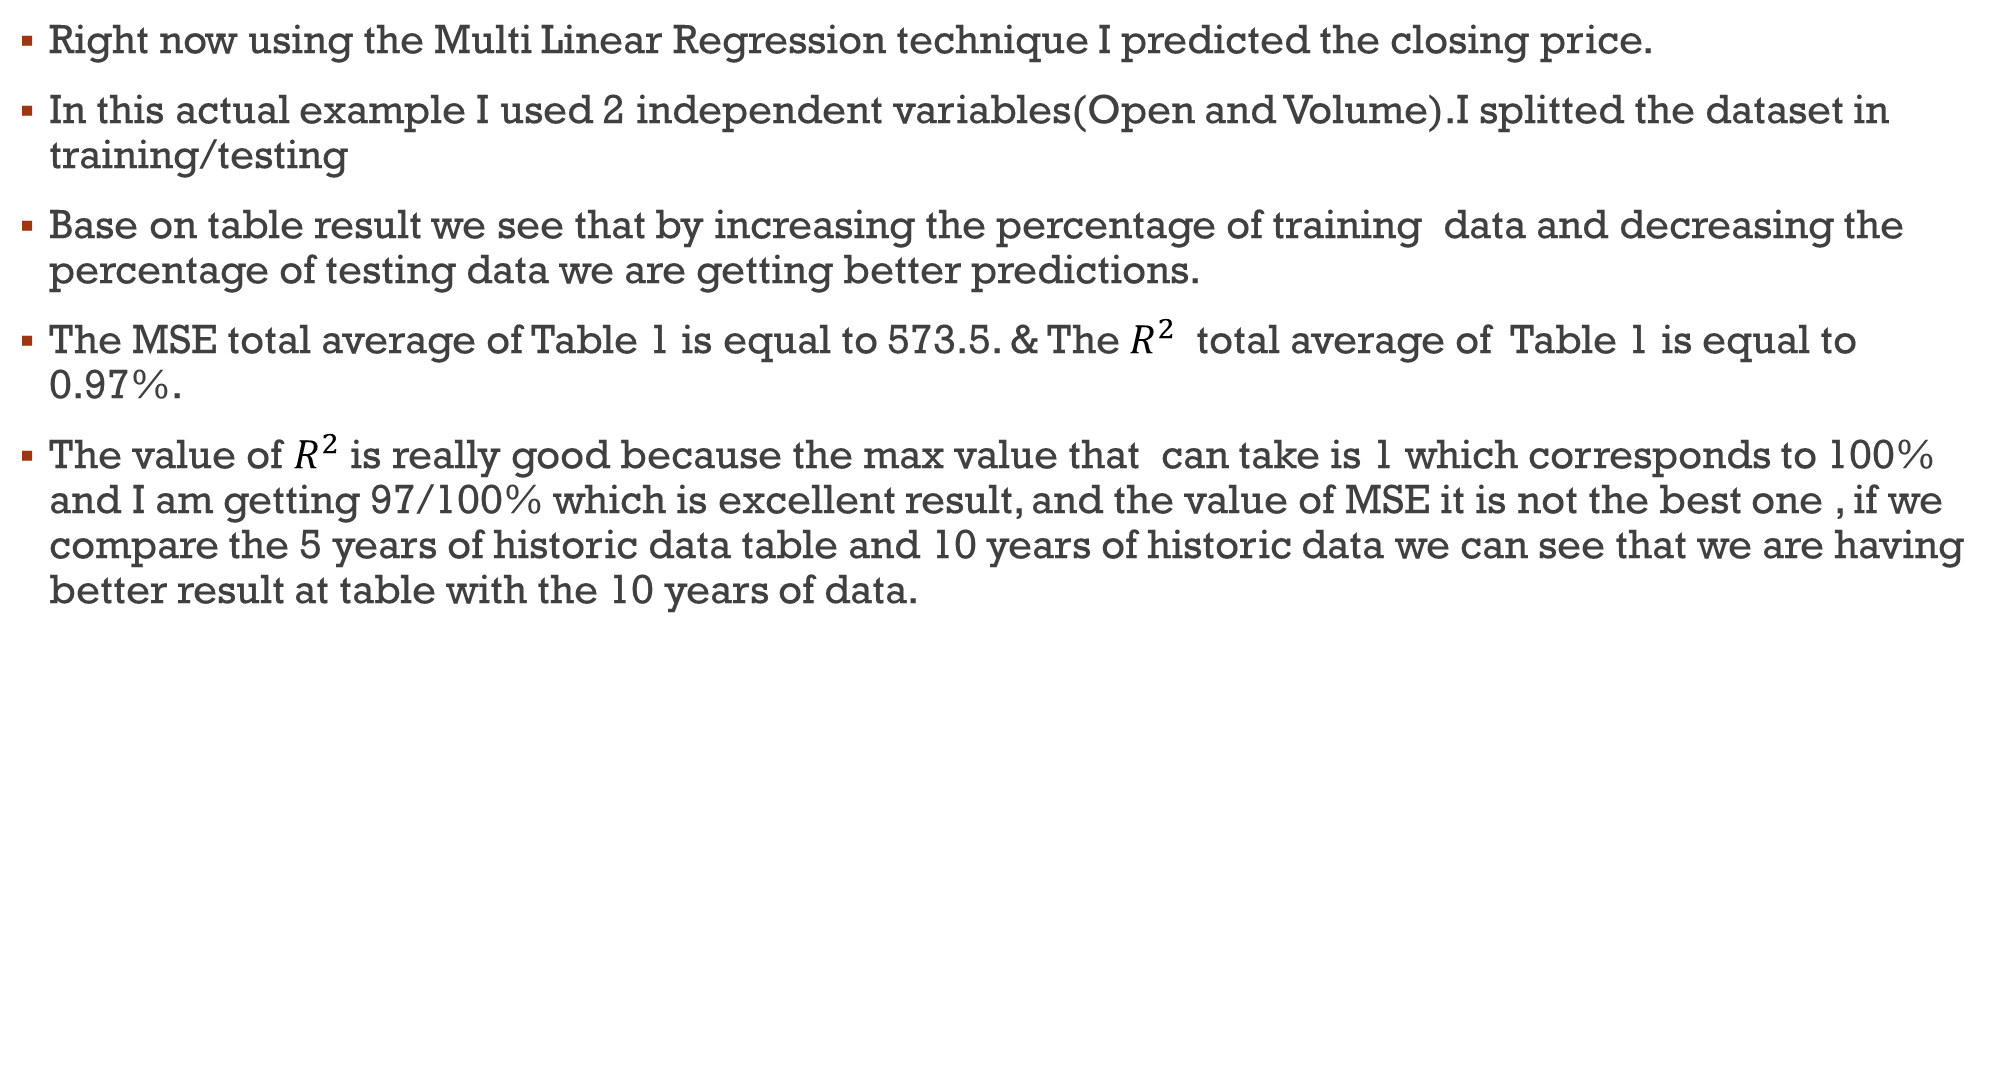 ▪ Right now using the Multi Linear Regression technique I predicted the closing price.
▪ In this actual example I used 2 independent variables(Open and Volume).I splitted the dataset in
training/testing
▪ Base on table result we see that by increasing the percentage of training  data and decreasing the
percentage of testing data we are getting better predictions.
▪ The MSE total average of Table 1 is equal to 573.5. & The R²  total average of  Table 1 is equal to
0.97%.
▪ The value of R² is really good because the max value that  can take is 1 which corresponds to 100%
and I am getting 97/100% which is excellent result, and the value of MSE it is not the best one , if we
compare the 5 years of historic data table and 10 years of historic data we can see that we are having
better result at table with the 10 years of data.